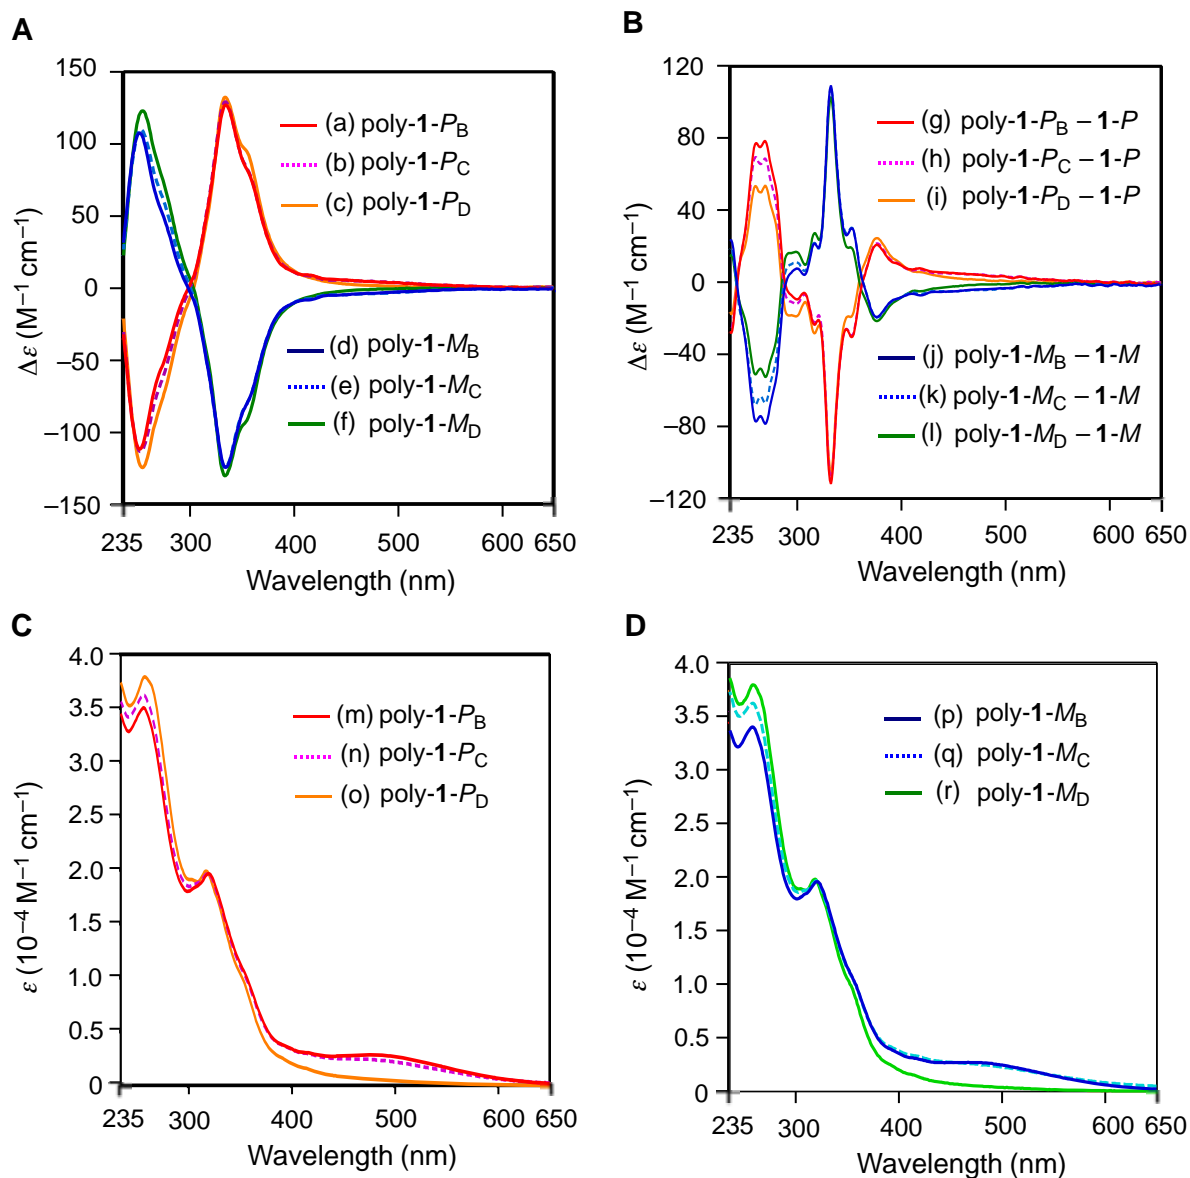 A
150
100
50
0
–50
–100
–150
235 300 400 500 600 650
Δε (M–1 cm–1)
Wavelength (nm)
(a) poly-1-PB
(b) poly-1-PC
(c) poly-1-PD
(d) poly-1-MB
(e) poly-1-MC
(f) poly-1-MD
B
120
80
40
0
–40
–80
–120
235 300 400 500 600 650
Δε (M–1 cm–1)
Wavelength (nm)
(g) poly-1-PB – 1-P
(h) poly-1-PC – 1-P
(i) poly-1-PD – 1-P
(j) poly-1-MB – 1-M
(k) poly-1-MC – 1-M
(l) poly-1-MD – 1-M
C
4.0
3.5
3.0
2.5
2.0
1.5
1.0
0.5
0
235 300 400 500 600 650
ε (10–4 M–1 cm–1)
Wavelength (nm)
(m) poly-1-PB
(n) poly-1-PC
(o) poly-1-PD
D
4.0
3.5
3.0
2.5
2.0
1.5
1.0
0.5
0
235 300 400 500 600 650
ε (10–4 M–1 cm–1)
Wavelength (nm)
(p) poly-1-MB
(q) poly-1-MC
(r) poly-1-MD